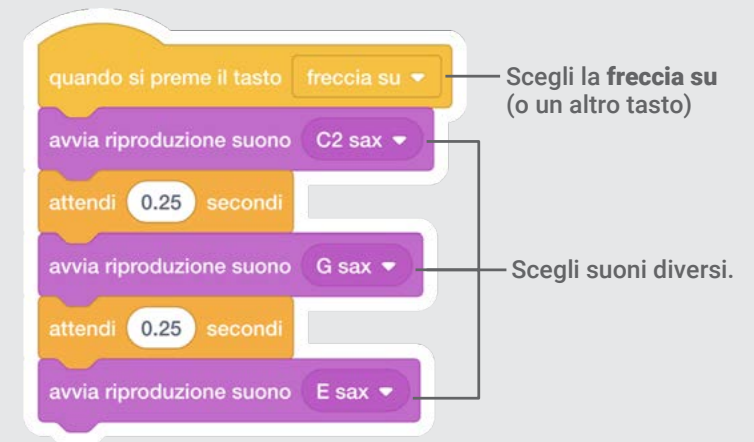 quando si preme il tasto freccia su
Scegli la freccia su
(o un altro tasto)
avvia riproduzione suono C2 sax
attendi 0.25 secondi
avvia riproduzione suono G sax
Scegli suoni diversi.
attendi 0.25 secondi
avvia riproduzione suono E sax